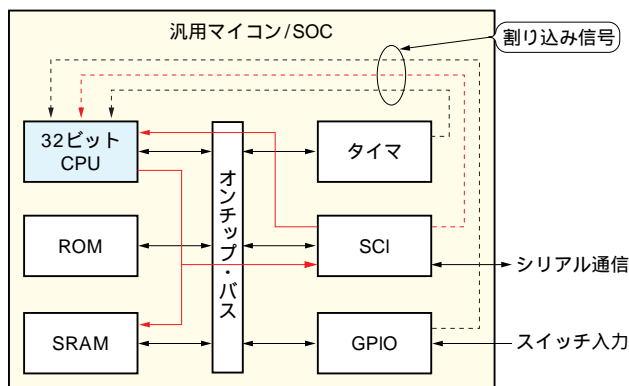 汎用マイコン/SOC
割り込み信号
32ビット
CPU
オンチップ・バス
タイマ
ROM
SCI
シリアル通信
SRAM
GPIO
スイッチ入力